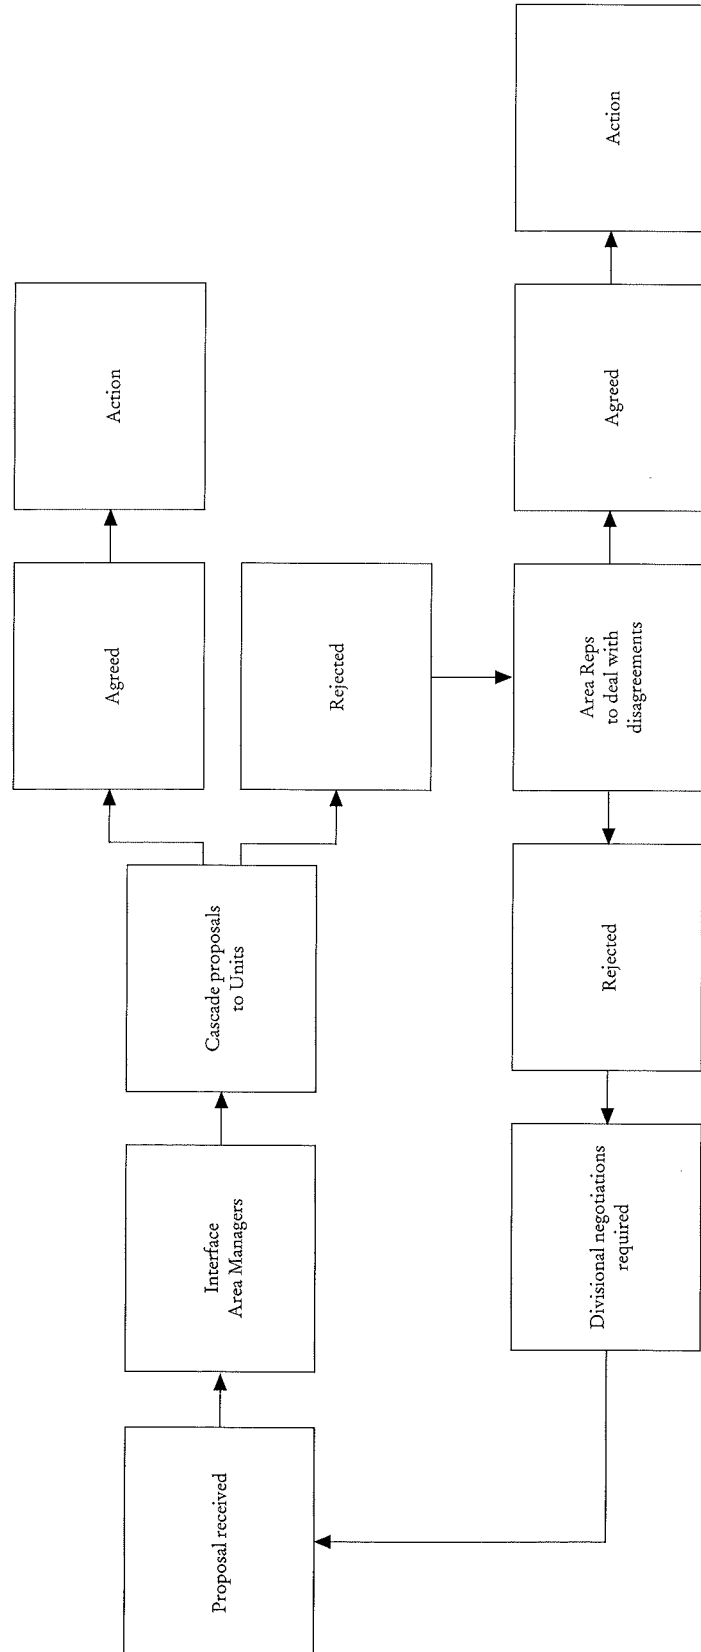 Proposal received
Interface
Area Managers
Cascade proposals
to Units
Agreed
Action
Rejected
Area Reps
to deal with
disagreements
Agreed
Action
Rejected
Divisional negotiations
required